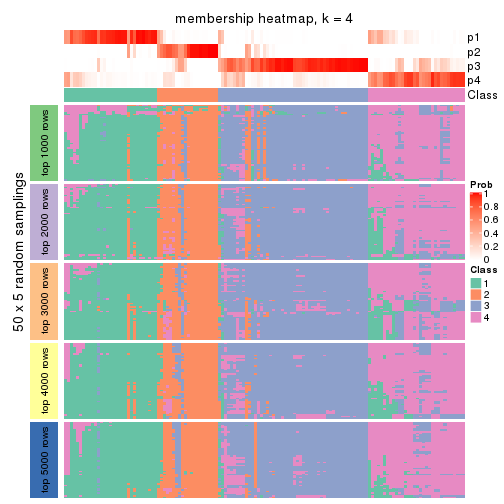 membership heatmap, k = 4
p1
p2
p3
p4
Class
50 x 5 random samplings
top 1000 rows
top 2000 rows
top 3000 rows
top 4000 rows
top 5000 rows
Prob
1
0.8
0.6
0.4
0.2
0
Class
1
2
3
4